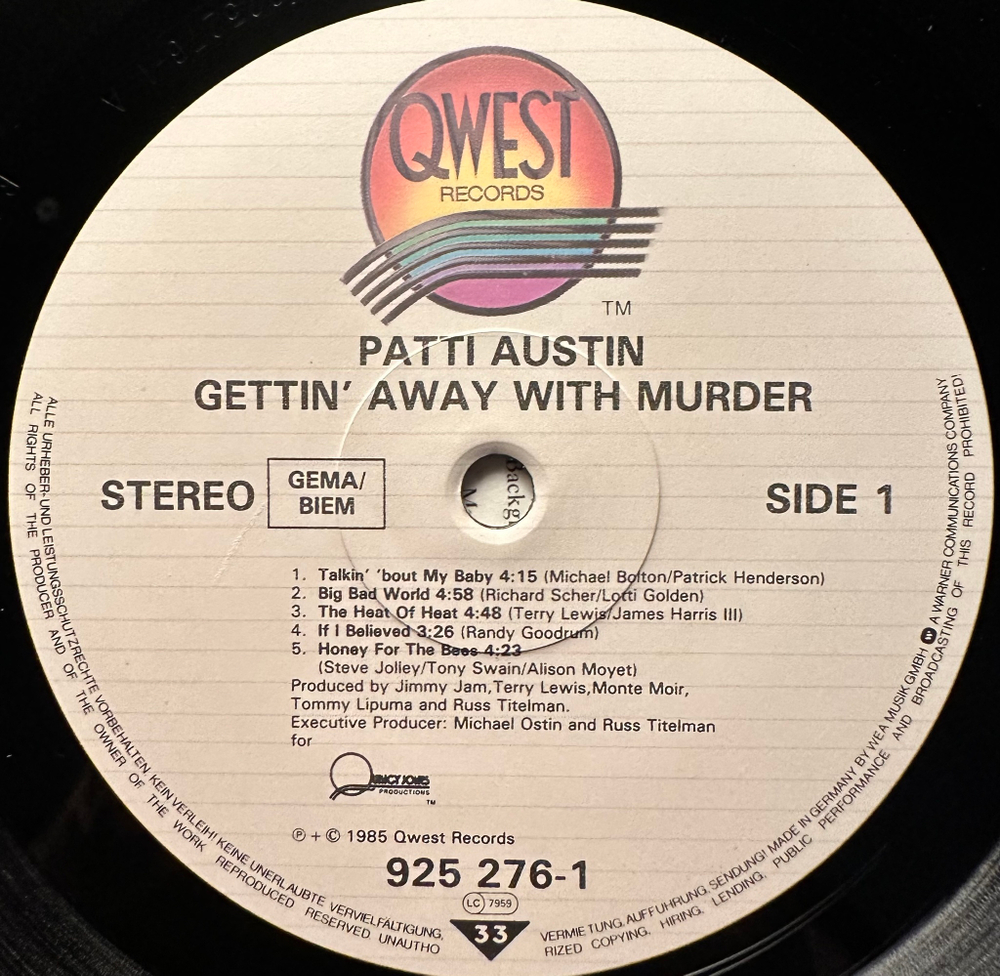 QWEST
RECORDS
TM
PATTI AUSTIN
GETTIN' AWAY WITH MURDER
STEREO
GEMA/
BIEM
SIDE 1
Backg
M
1. Talkin' 'bout My Baby 4:15 (Michael Bolton/Patrick Henderson)
2. Big Bad World 4:58 (Richard Scher/Lotti Golden)
3. The Heat Of Heat 4:48 (Terry Lewis/James Harris III)
4. If I Believed 3:26 (Randy Goodrum)
5. Honey For The Bees 4:23
(Steve Jolley/Tony Swain/Alison Moyet)
Produced by Jimmy Jam,Terry Lewis,Monte Moir,
Tommy Lipuma and Russ Titelman.
Executive Producer: Michael Ostin and Russ Titelman
for
QUINCY JONES
PRODUCTIONS
TM
℗ + © 1985 Qwest Records
925 276-1
LC 7959
33
ALLE URHEBER- UND LEISTUNGSSCHUTZRECHTE VORBEHALTEN. KEIN VERLEIH! KEINE UNERLAUBTE VERVIELFÄLTIGUNG, VERMIETUNG, AUFFÜHRUNG, SENDUNG! MADE IN GERMANY BY WEA MUSIK GMBH A WARNER COMMUNICATIONS COMPANY
ALL RIGHTS OF THE PRODUCER AND OF THE OWNER OF THE WORK REPRODUCED RESERVED UNAUTHORIZED COPYING, HIRING, LENDING, PUBLIC PERFORMANCE AND BROADCASTING OF THIS RECORD PROHIBITED!